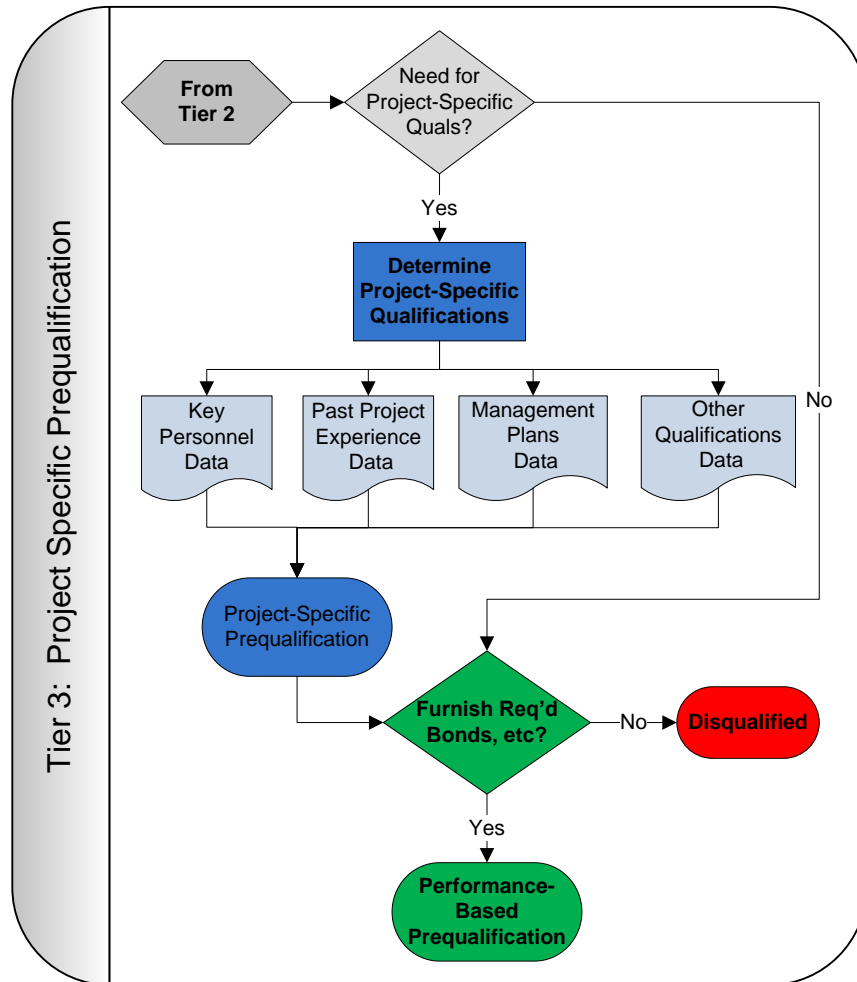 Tier 3:  Project Specific Prequalification
From
Tier 2
Need for
Project-Specific
Quals?
Yes
Determine
Project-Specific
Qualifications
No
Key
Personnel
Data
Past Project
Experience
Data
Management
Plans
Data
Other
Qualifications
Data
Project-Specific
Prequalification
Furnish Req’d
Bonds, etc?
No
Disqualified
Yes
Performance-
Based
Prequalification